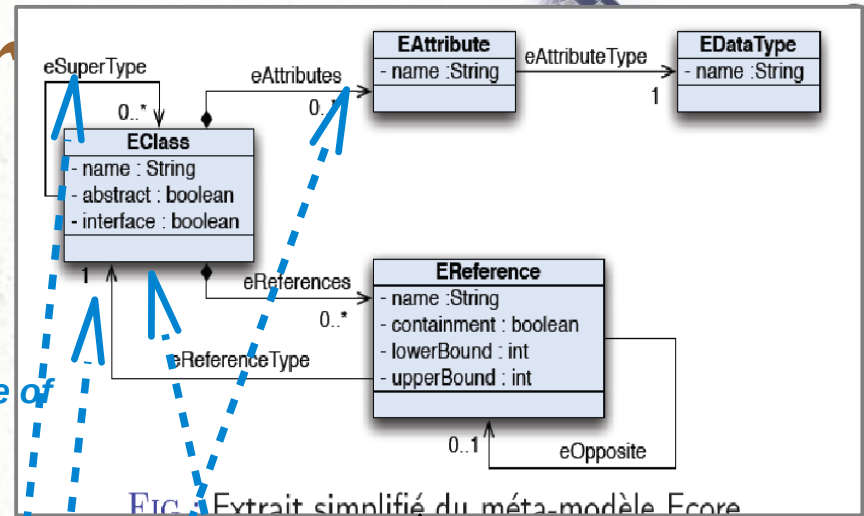 EAttribute
- name :String
eAttributeType
1
EDataType
- name :String
eSuperType
0..*
eAttributes
0..*
EClass
- name : String
- abstract : boolean
- interface : boolean
1
eReferences
0..*
eReferenceType
EReference
- name :String
- containment : boolean
- lowerBound : int
- upperBound : int
0..1
eOpposite
e of
FIG : Extrait simplifié du méta-modèle Ecore